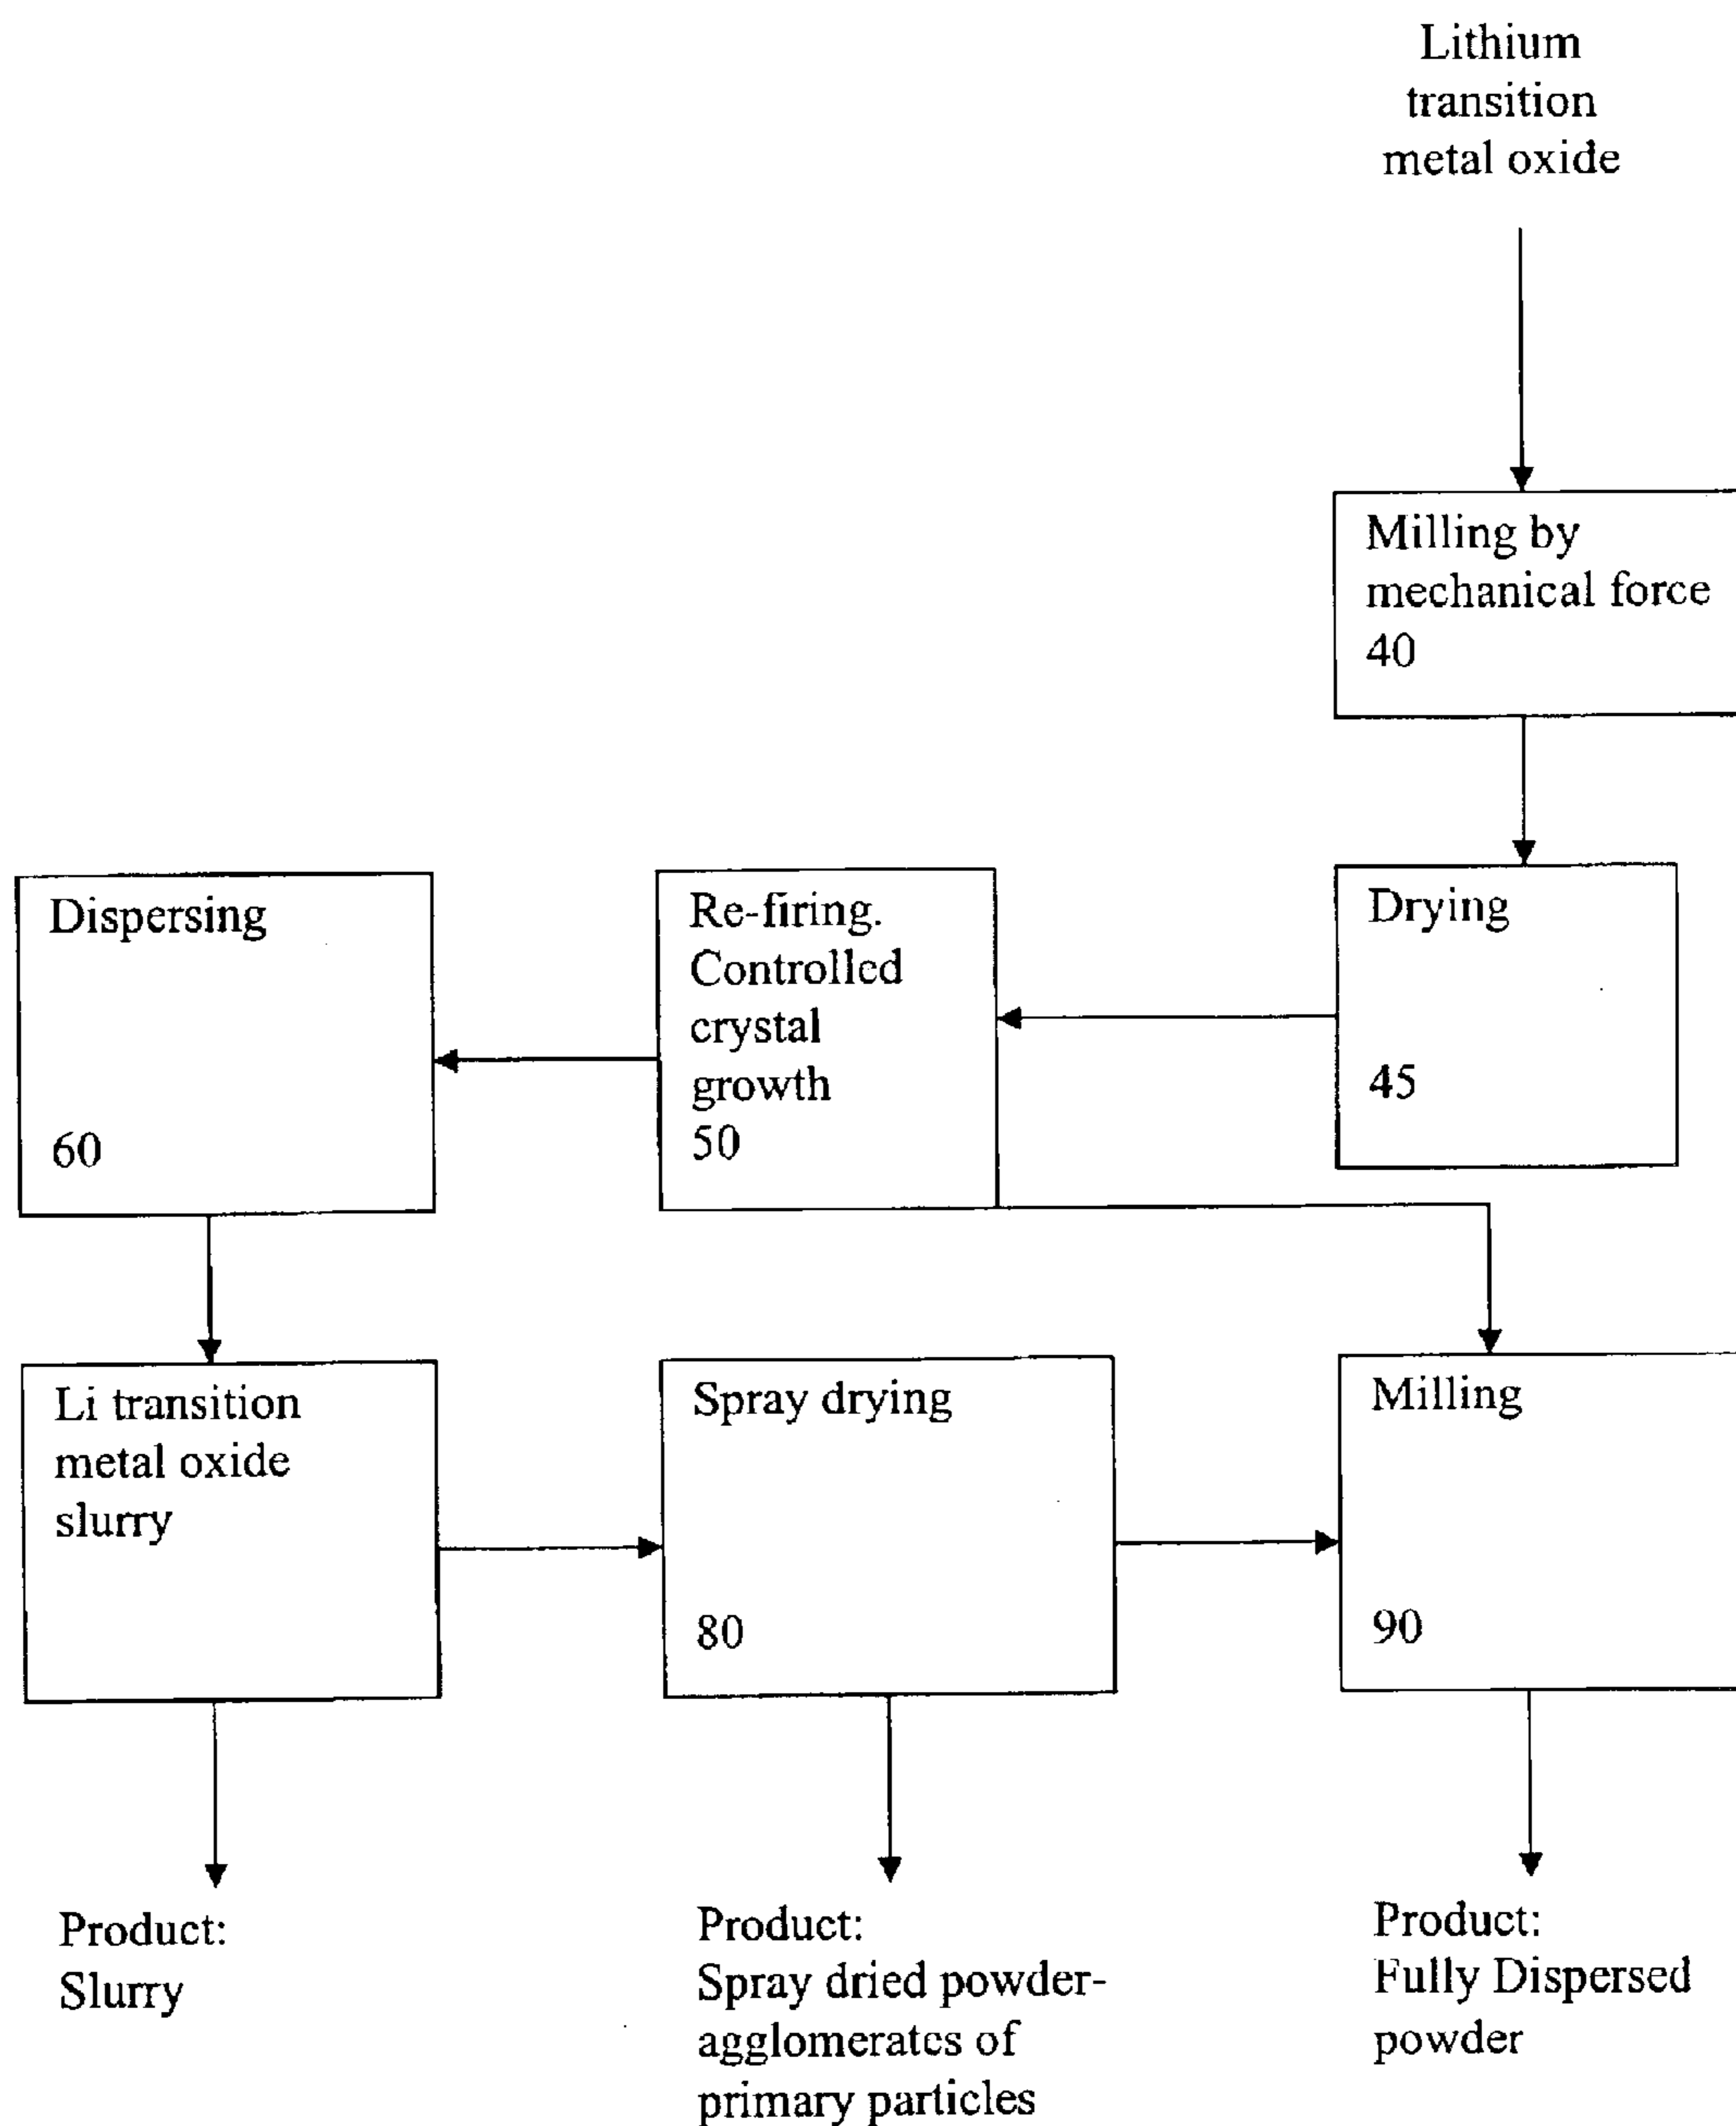 Lithium
transition
metal oxide
Milling by
mechanical force
40
Drying
45
Re-firing.
Controlled
crystal
growth
50
Dispersing
60
Li transition
metal oxide
slurry
Spray drying
80
Milling
90
Product:
Slurry
Product:
Spray dried powder-
agglomerates of
primary particles
Product:
Fully Dispersed
powder